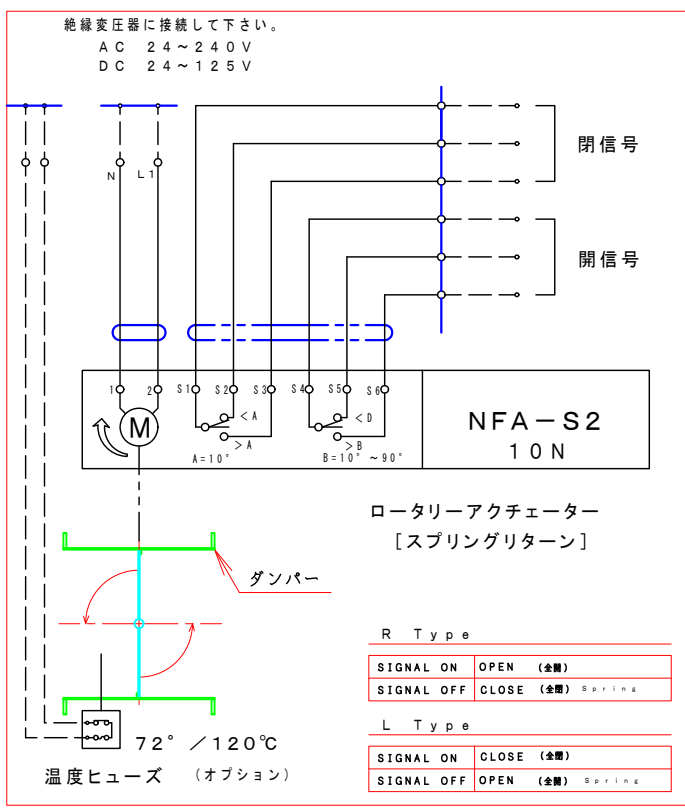 絶縁変圧器に接続して下さい。
AC 24~240V
DC 24~125V
N L1
閉信号
開信号
1 2 S1 S2 S3 S4 S5 S6
M
<A
>A
A=10°
<D
>B
B=10°~90°
NFA-S2
10N
ロータリーアクチェーター
[スプリングリターン]
ダンパー
R Type
SIGNAL ON OPEN (全開)
SIGNAL OFF CLOSE (全閉) Spring
L Type
SIGNAL ON CLOSE (全閉)
SIGNAL OFF OPEN (全開) Spring
72°/120℃
温度ヒューズ (オプション)